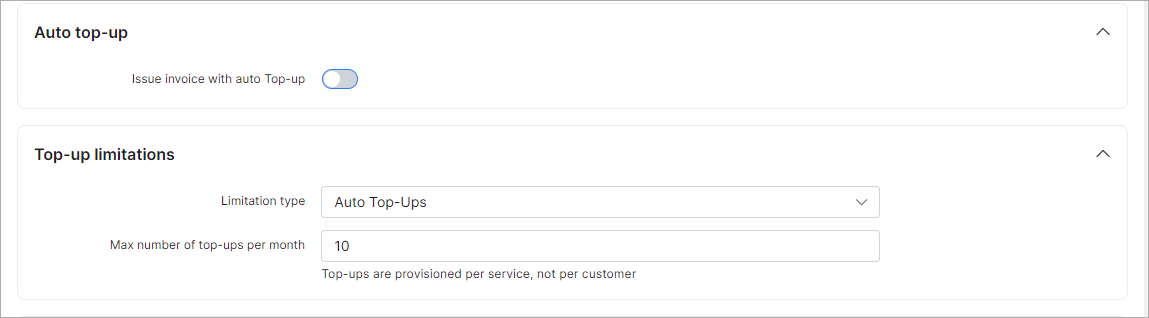 Auto top-up
Issue invoice with auto Top-up
Top-up limitations
Limitation type
Auto Top-Ups
Max number of top-ups per month
10
Top-ups are provisioned per service, not per customer